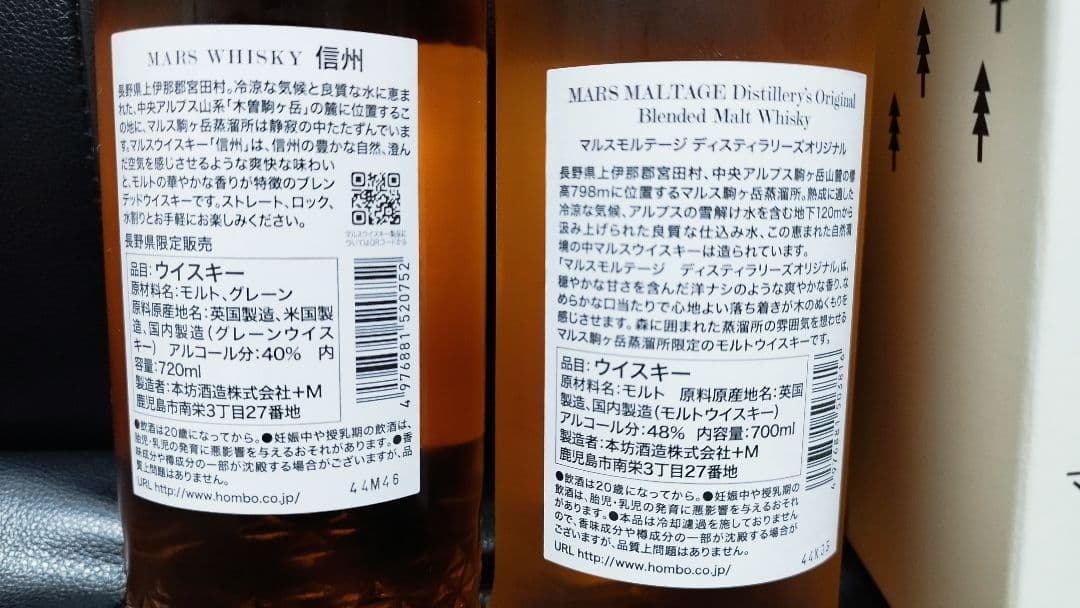 MARS WHISKY 信州
長野県上伊那郡宮田村。冷涼な気候と良質な水に恵ま
れた、中央アルプス山系「木曽駒ヶ岳」の麓に位置するこ
の地に、マルス駒ヶ岳蒸溜所は静寂の中たたずんでいま
す。マルスウイスキー「信州」は、信州の豊かな自然、澄ん
だ空気を感じさせるような爽快な味わい
と、モルトの華やかな香りが特徴のブレン
デッドウイスキーです。ストレート、ロック、
水割りとお手軽にお楽しみください。
マルスウイスキー製品に
ついてはQRコードから
長野県限定販売
品目:ウイスキー
原材料名:モルト、グレーン
原料原産地名:英国製造、米国製
造、国内製造(グレーンウイス
キー) アルコール分:40% 内
容量:720ml
製造者:本坊酒造株式会社+M
鹿児島市南栄3丁目27番地
4 976881 520752
●飲酒は20歳になってから。●妊娠中や授乳期の飲酒は、
胎児・乳児の発育に悪影響を与えるおそれがあります。●香
味成分や樽成分の一部が沈殿する場合がございますが、品
質上問題はありません。
URL http://www.hombo.co.jp/
44M46
MARS MALTAGE Distillery's Original
Blended Malt Whisky
マルスモルテージ ディスティラリーズオリジナル
長野県上伊那郡宮田村、中央アルプス駒ヶ岳山麓の標
高798mに位置するマルス駒ヶ岳蒸溜所。熟成に適した
冷涼な気候、アルプスの雪解け水を含む地下120mから
汲み上げられた良質な仕込み水、この恵まれた自然環
境の中マルスウイスキーは造られています。
「マルスモルテージ ディスティラリーズオリジナル」は、
穏やかな甘さを含んだ洋ナシのような爽やかな香り、な
めらかな口当たりで心地よい落ち着きが木のぬくもりを
感じさせます。森に囲まれた蒸溜所の雰囲気を想わせる
マルス駒ヶ岳蒸溜所限定のモルトウイスキーです。
品目:ウイスキー
原材料名:モルト 原料原産地名:英国
製造、国内製造(モルトウイスキー)
アルコール分:48% 内容量:700ml
製造者:本坊酒造株式会社+M
鹿児島市南栄3丁目27番地
●飲酒は20歳になってから。●妊娠中や授乳期の
飲酒は、胎児・乳児の発育に悪影響を与えるおそれ
があります。●本品は冷却濾過を施しておりません
ので、香味成分や樽成分の一部が沈殿する場合が
ございますが、品質上問題はありません。
URL http://www.hombo.co.jp/
44K35